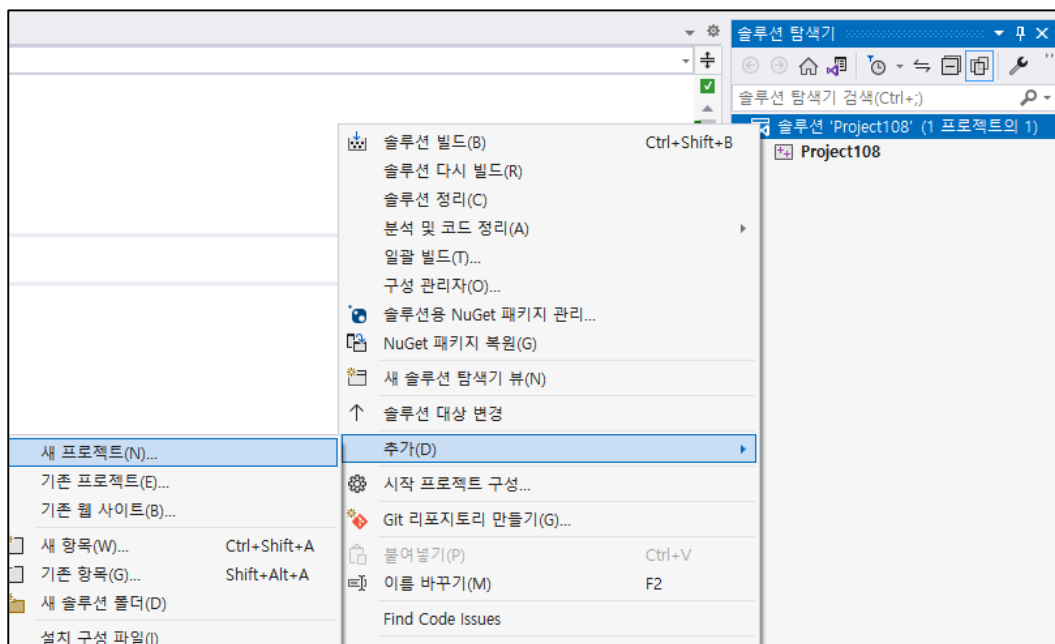 솔루션 탐색기
솔루션 탐색기 검색(Ctrl+;)
솔루션 'Project108' (1 프로젝트의 1)
Project108
솔루션 빌드(B) Ctrl+Shift+B
솔루션 다시 빌드(R)
솔루션 정리(C)
분석 및 코드 정리(A)
일괄 빌드(T)...
구성 관리자(O)...
솔루션용 NuGet 패키지 관리...
NuGet 패키지 복원(G)
새 솔루션 탐색기 뷰(N)
솔루션 대상 변경
추가(D)
시작 프로젝트 구성...
Git 리포지토리 만들기(G)...
붙여넣기(P) Ctrl+V
이름 바꾸기(M) F2
Find Code Issues
새 프로젝트(N)...
기존 프로젝트(E)...
기존 웹 사이트(B)...
새 항목(W)... Ctrl+Shift+A
기존 항목(G)... Shift+Alt+A
새 솔루션 폴더(D)
설치 구성 파일(I)